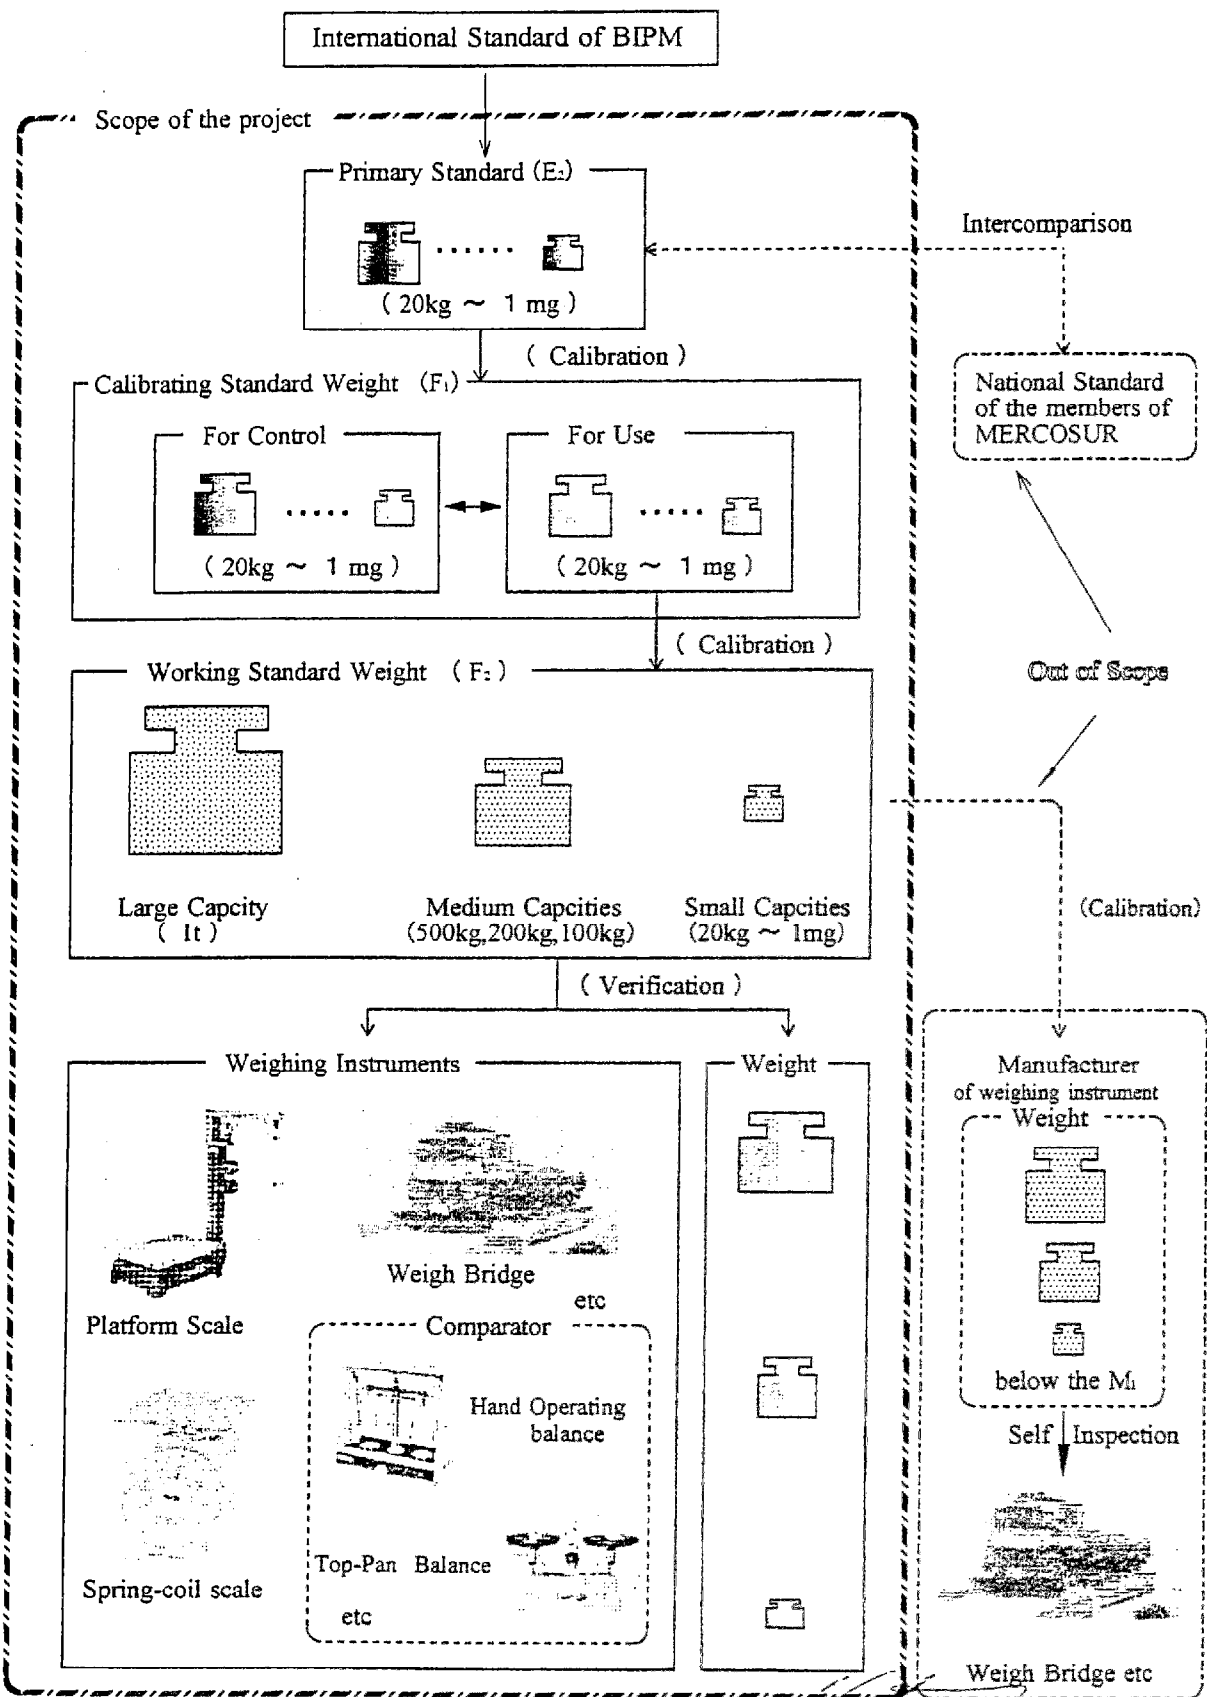 International Standard of BIPM
Scope of the project
Primary Standard (E₂)
(20kg ～ 1 mg)
Intercomparison
(Calibration)
National Standard
of the members of
MERCOSUR
Calibrating Standard Weight (F₁)
For Control
(20kg ～ 1 mg)
For Use
(20kg ～ 1 mg)
(Calibration)
Out of Scope
Working Standard Weight (F₂)
Large Capcity
(1t)
Medium Capcities
(500kg,200kg,100kg)
Small Capcities
(20kg ～ 1mg)
(Calibration)
(Verification)
Weighing Instruments
Platform Scale
Weigh Bridge
etc
Spring-coil scale
Comparator
Hand Operating
balance
Top-Pan Balance
etc
Weight
Manufacturer
of weighing instrument
Weight
below the M₁
Self Inspection
Weigh Bridge etc